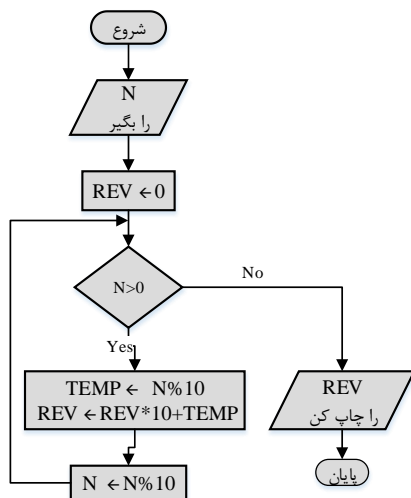 شروع
N
را بگیر
REV ← 0
N>0
No
Yes
TEMP ← N%10
REV ← REV*10+TEMP
REV
را چاپ کن
N ← N%10
پایان